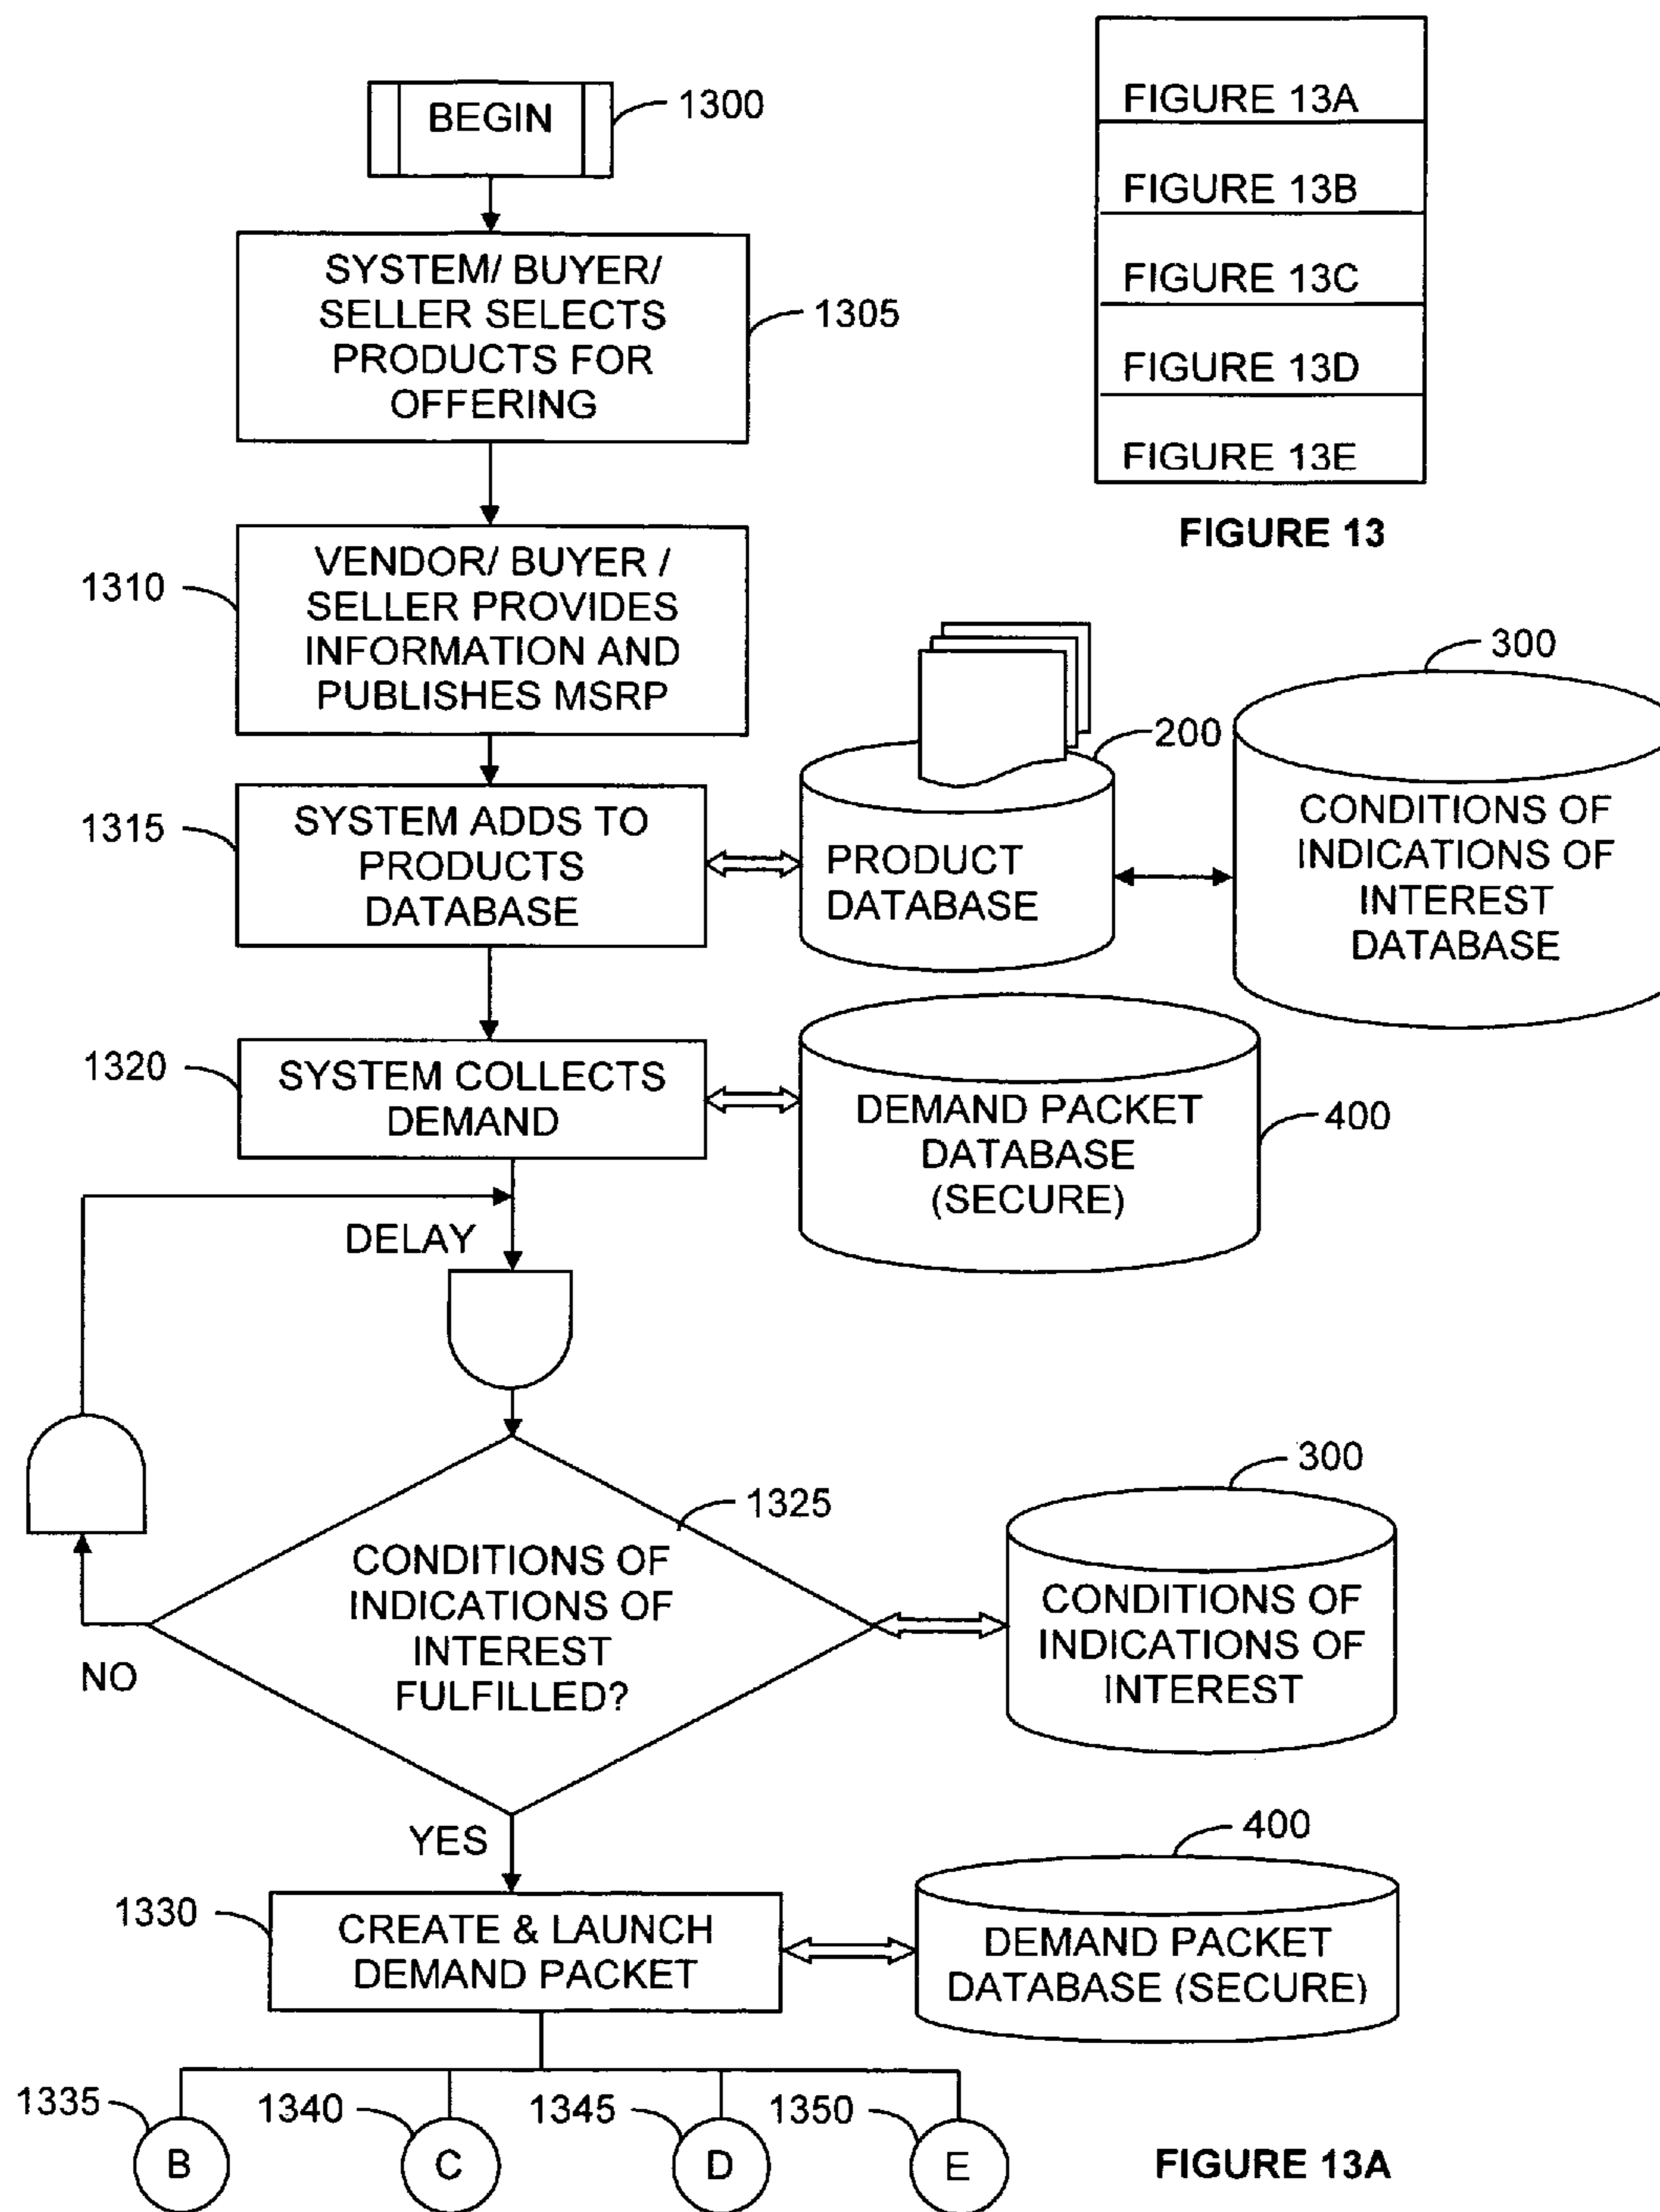 BEGIN
1300
SYSTEM/ BUYER/
SELLER SELECTS
PRODUCTS FOR
OFFERING
1305
FIGURE 13A
FIGURE 13B
FIGURE 13C
FIGURE 13D
FIGURE 13E
FIGURE 13
1310
VENDOR/ BUYER /
SELLER PROVIDES
INFORMATION AND
PUBLISHES MSRP
1315
SYSTEM ADDS TO
PRODUCTS
DATABASE
200
PRODUCT
DATABASE
300
CONDITIONS OF
INDICATIONS OF
INTEREST
DATABASE
1320
SYSTEM COLLECTS
DEMAND
DEMAND PACKET
DATABASE
(SECURE)
400
DELAY
1325
CONDITIONS OF
INDICATIONS OF
INTEREST
FULFILLED?
300
CONDITIONS OF
INDICATIONS OF
INTEREST
NO
YES
1330
CREATE & LAUNCH
DEMAND PACKET
400
DEMAND PACKET
DATABASE (SECURE)
1335
B
1340
C
1345
D
1350
E
FIGURE 13A